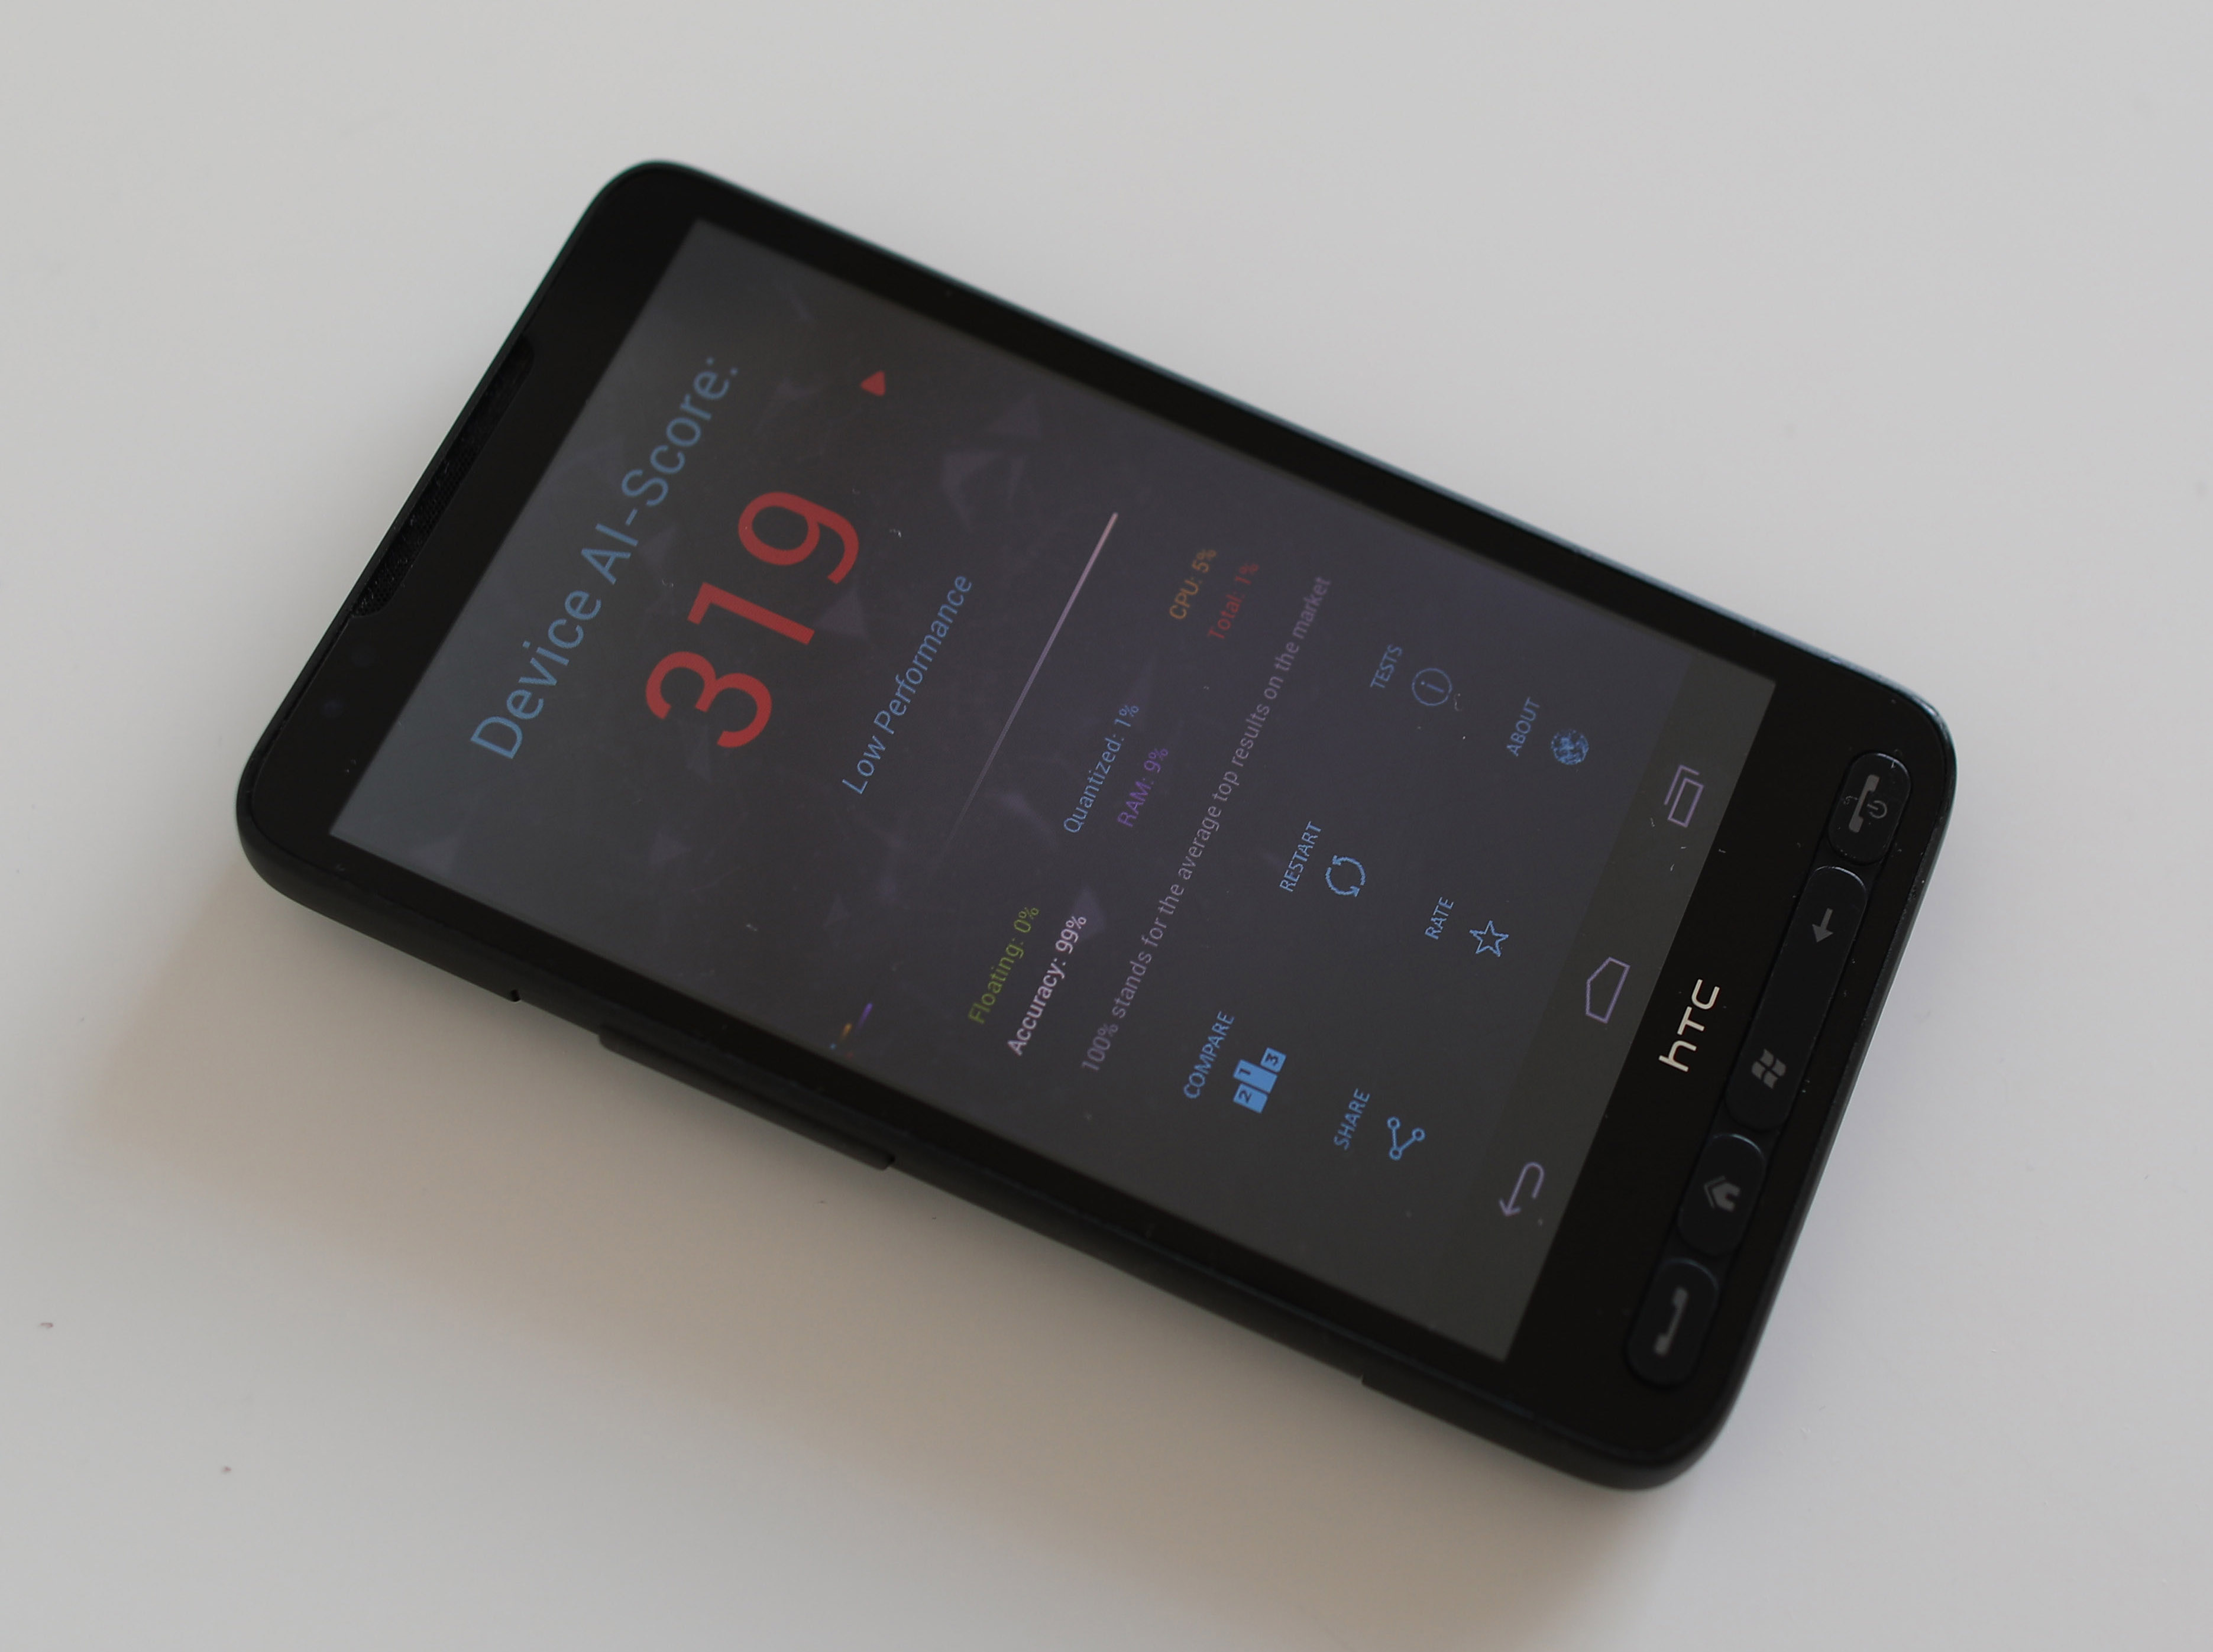 Device AI-Score:
319
Low Performance
Floating: 0% Quantized: 1% CPU: 5%
Accuracy: 99% RAM: 9% Total: 1%
100% stands for the average top results on the market
COMPARE RESTART TESTS
2 1 3 i
SHARE RATE ABOUT
hTC